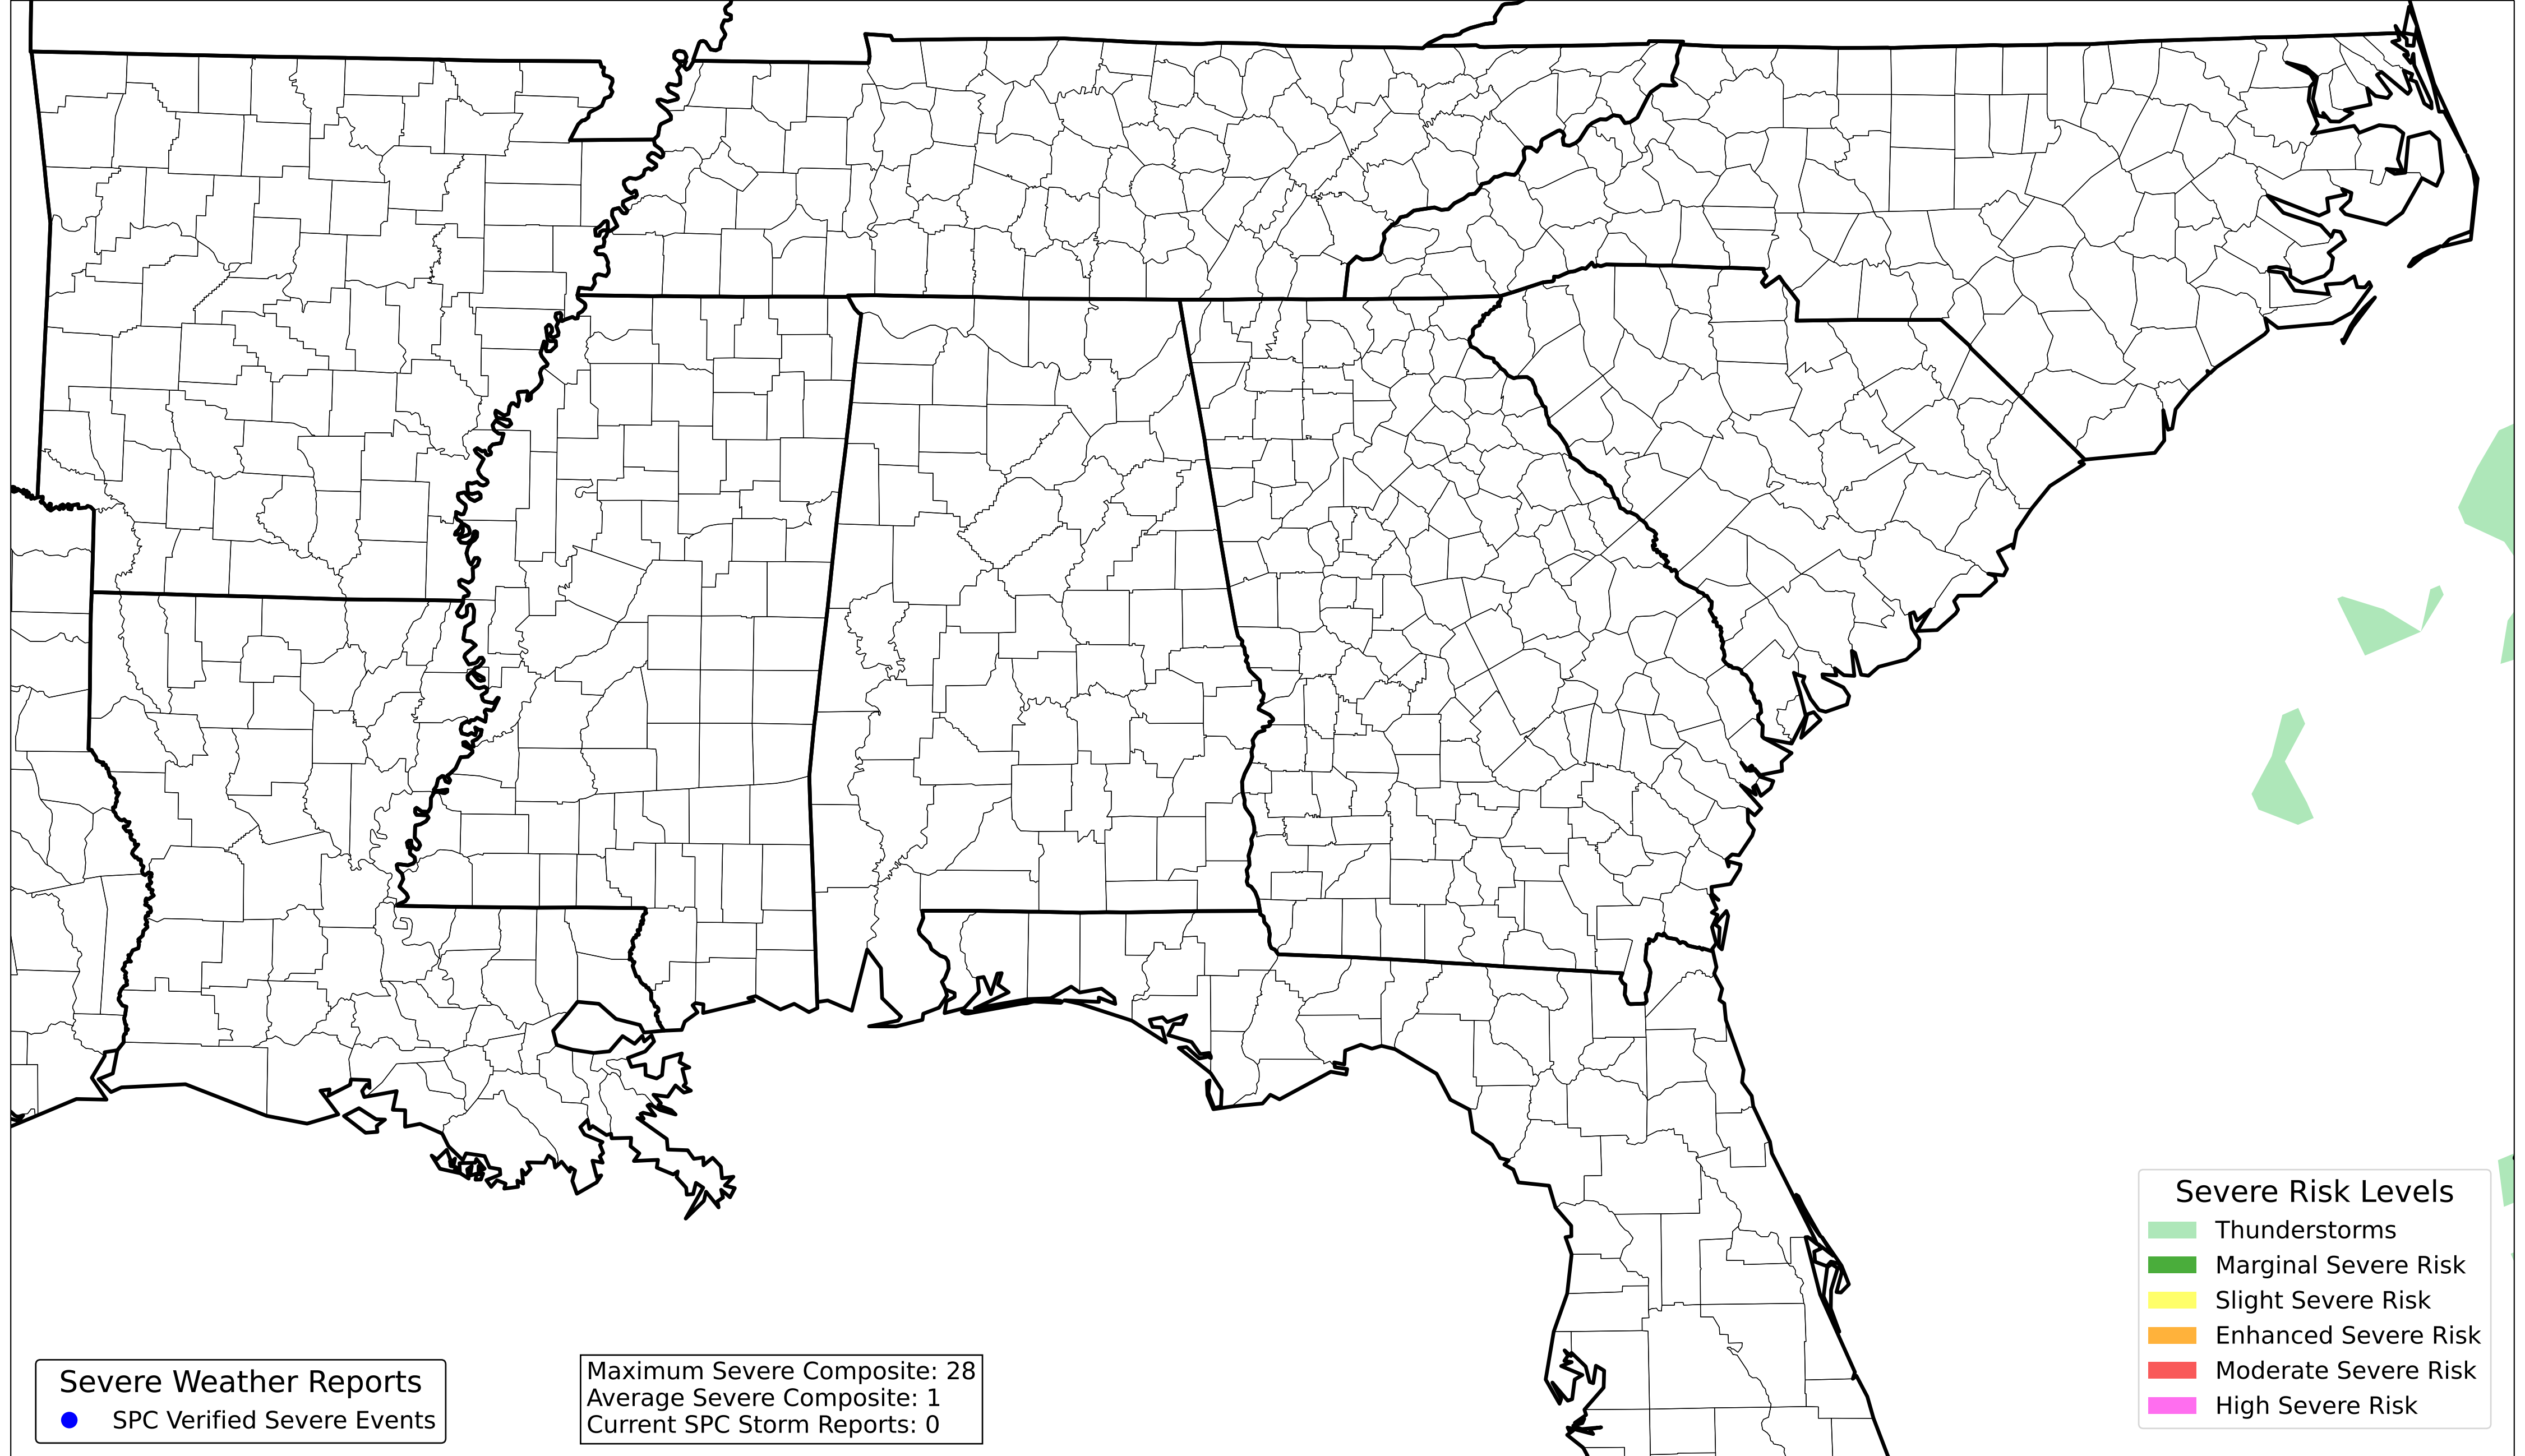 Severe Risk Levels
Thunderstorms
Marginal Severe Risk
Slight Severe Risk
Enhanced Severe Risk
Moderate Severe Risk
High Severe Risk
Severe Weather Reports
SPC Verified Severe Events
Maximum Severe Composite: 28
Average Severe Composite: 1
Current SPC Storm Reports: 0